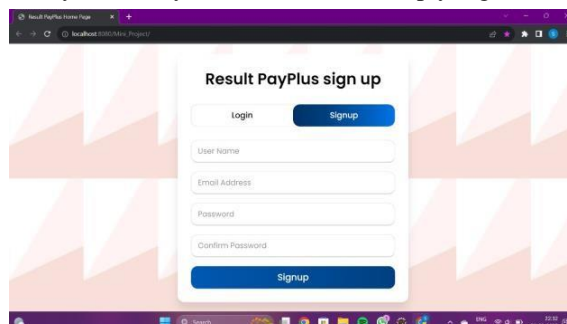 Result PayPlus Home Page
localhost:8080/Mini_Project/
Result PayPlus sign up
Login Signup
User Name
Email Address
Password
Confirm Password
Signup
Search
ENG